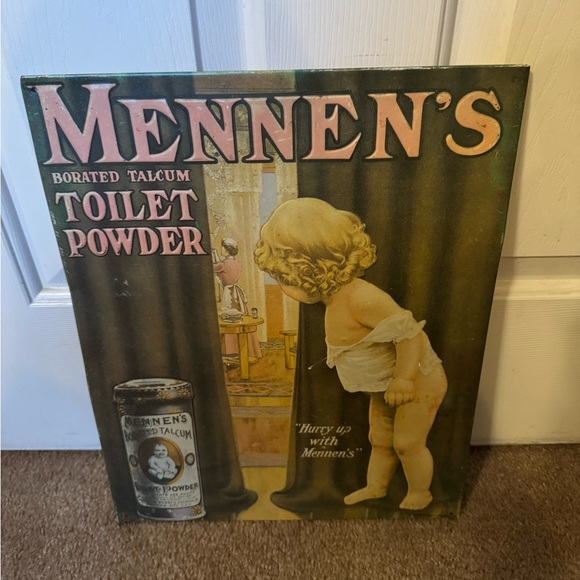 MENNEN'S
BORATED TALCUM
TOILET
POWDER
"Hurry up
with
Mennen's"
MENNEN'S
BORATED TALCUM
TOILET POWDER